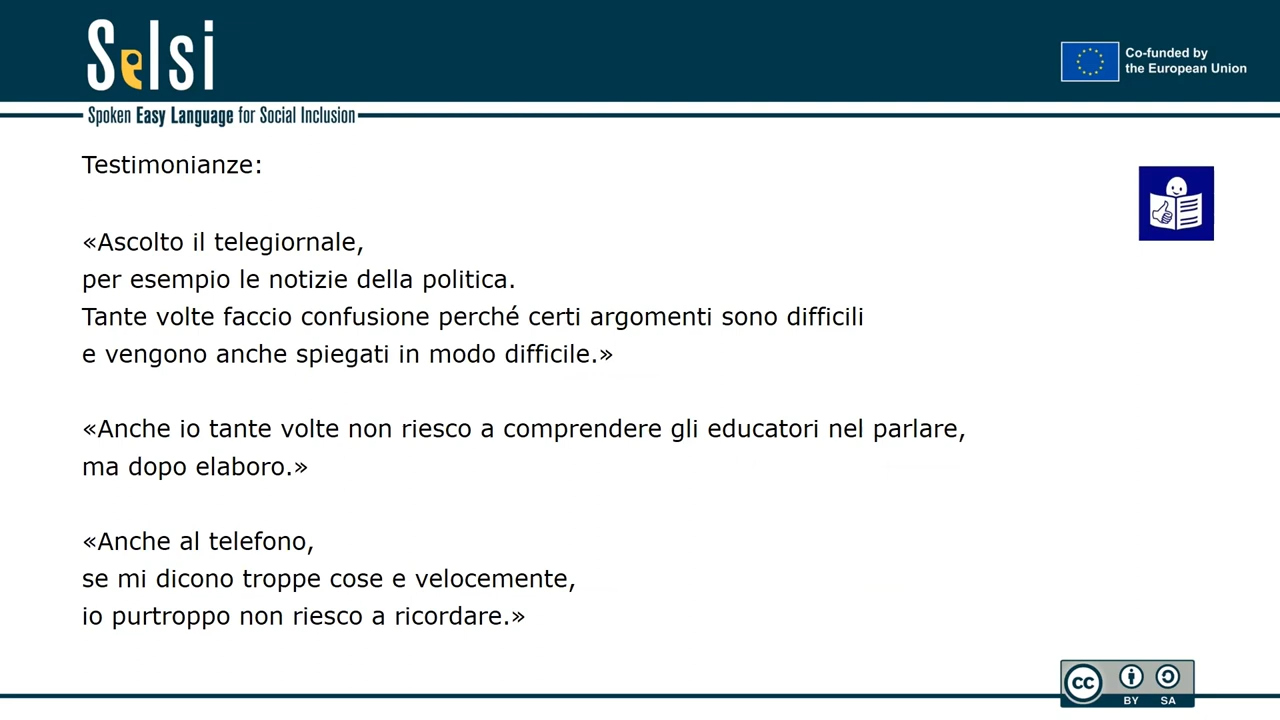 Selsi
Co-funded by
the European Union
Spoken Easy Language for Social Inclusion
Testimonianze:
«Ascolto il telegiornale,
per esempio le notizie della politica.
Tante volte faccio confusione perché certi argomenti sono difficili
e vengono anche spiegati in modo difficile.»
«Anche io tante volte non riesco a comprendere gli educatori nel parlare,
ma dopo elaboro.»
«Anche al telefono,
se mi dicono troppe cose e velocemente,
io purtroppo non riesco a ricordare.»
cc
BY SA